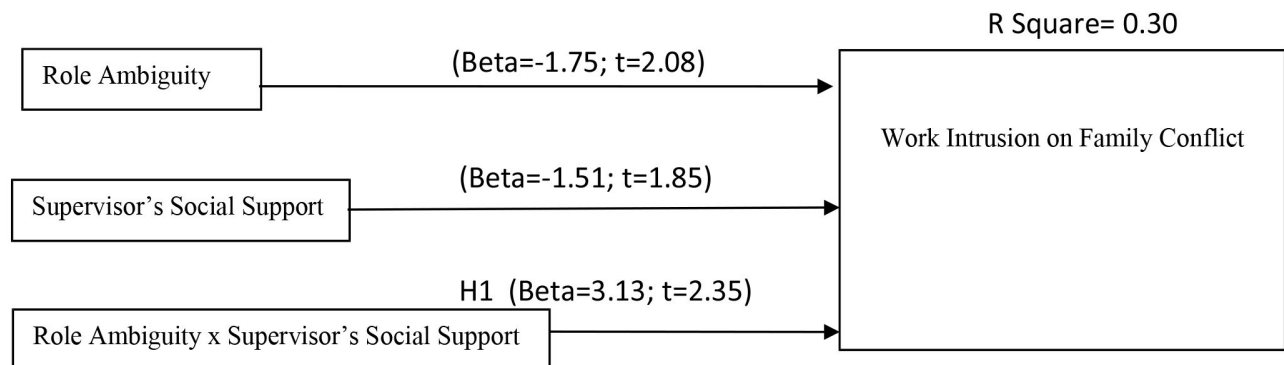 R Square= 0.30
Role Ambiguity
(Beta=-1.75; t=2.08)
Work Intrusion on Family Conflict
Supervisor’s Social Support
(Beta=-1.51; t=1.85)
H1 (Beta=3.13; t=2.35)
Role Ambiguity x Supervisor’s Social Support